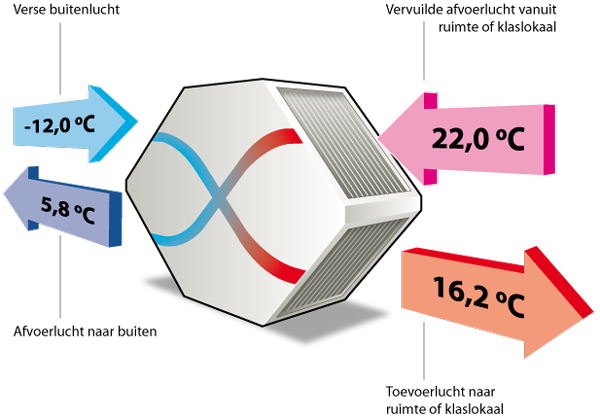 Verse buitenlucht
Vervuilde afvoerlucht vanuit
ruimte of klaslokaal
-12,0 ºC
22,0 ºC
5,8 ºC
16,2 ºC
Afvoerlucht naar buiten
Toevoerlucht naar
ruimte of klaslokaal